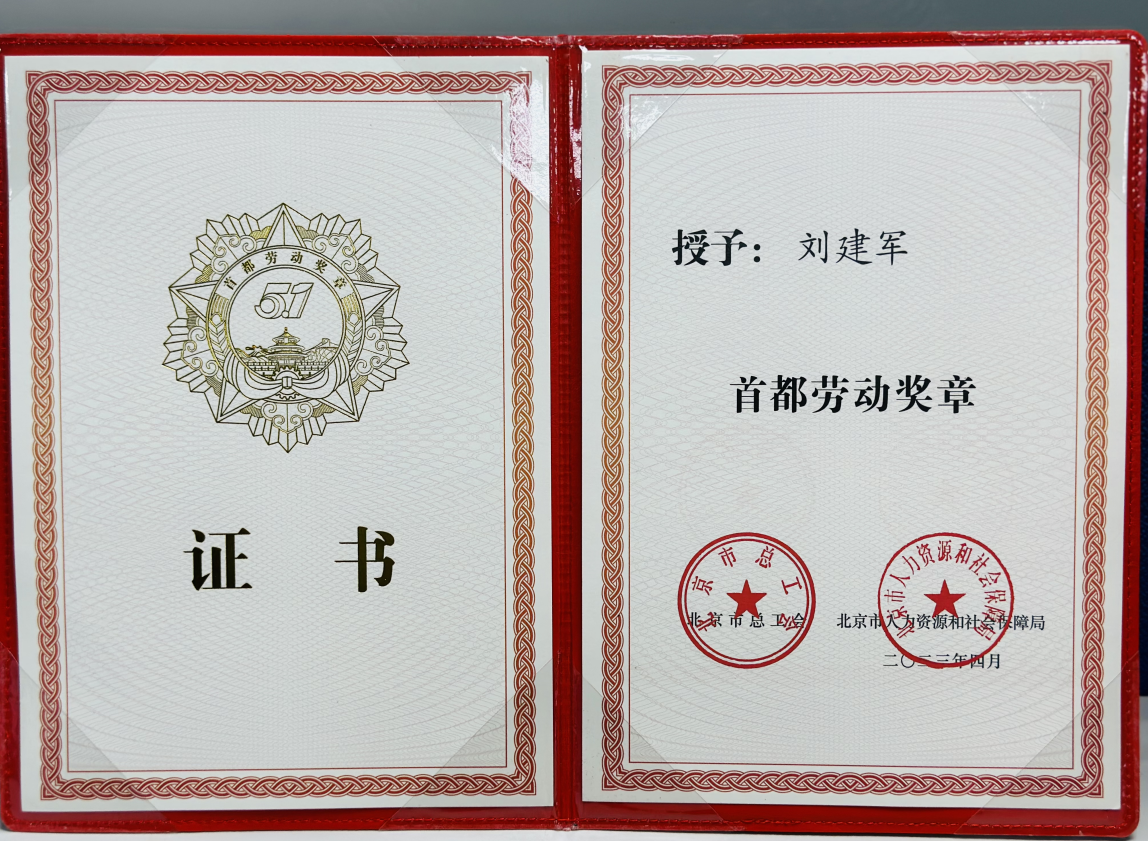 首都劳动奖章
51
证书
授予：刘建军
首都劳动奖章
北京市总工会
北京市人力资源和社会保障局
北京市总工会 北京市人力资源和社会保障局
二〇二三年四月